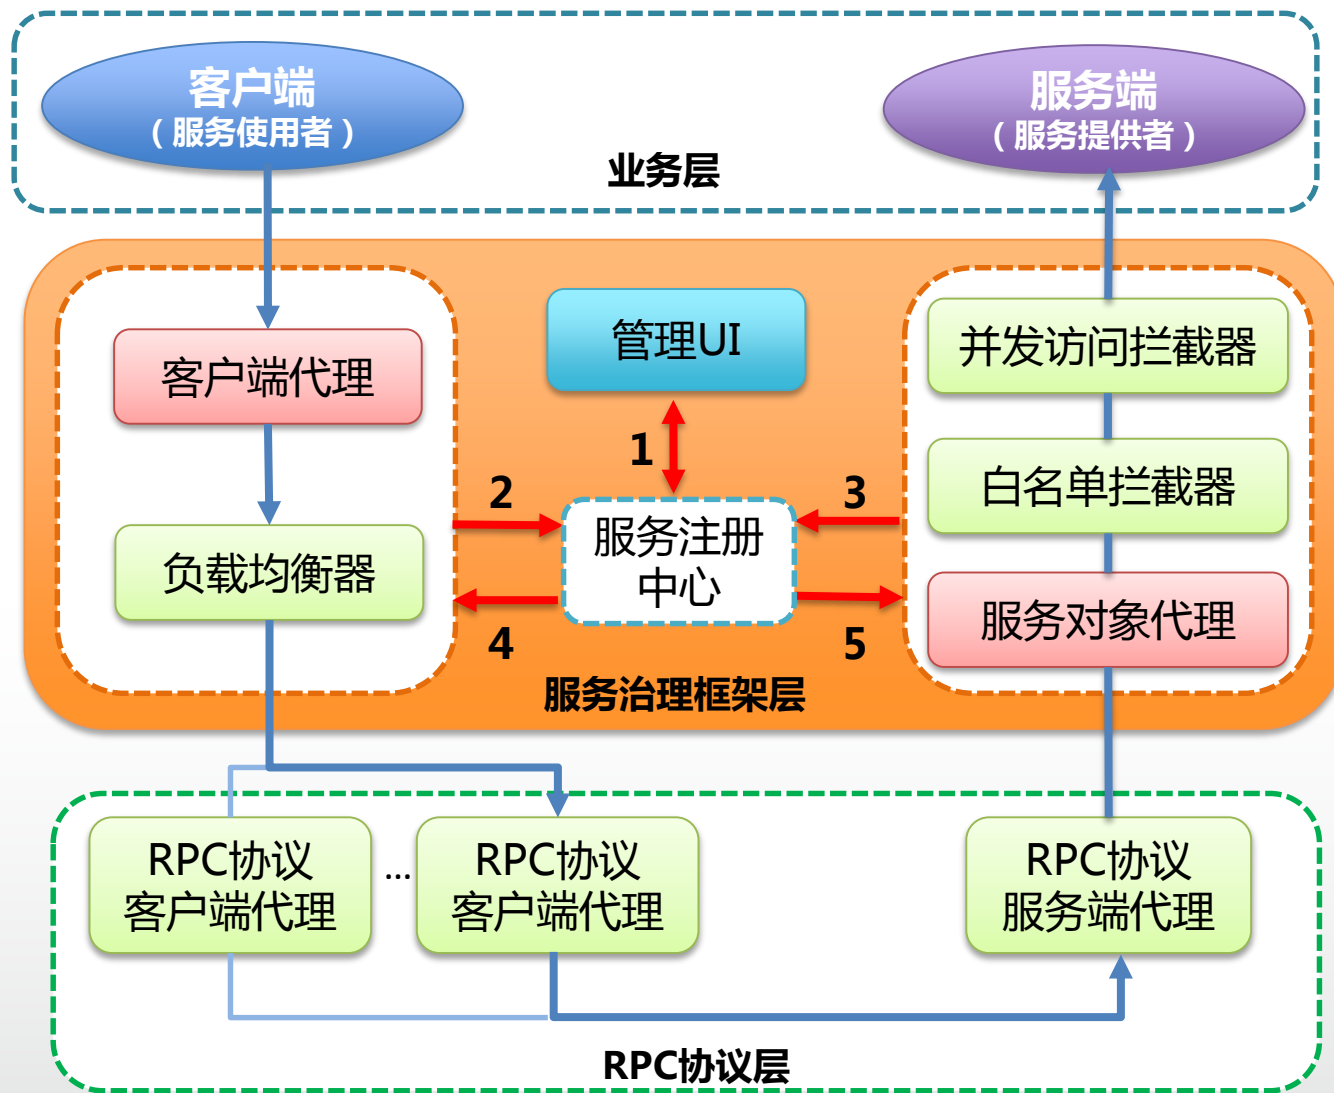 客户端
（服务使用者）
服务端
（服务提供者）
业务层
客户端代理
负载均衡器
管理UI
1
2
3
服务注册
中心
4
5
服务治理框架层
并发访问拦截器
白名单拦截器
服务对象代理
RPC协议
客户端代理
...
RPC协议
客户端代理
RPC协议
服务端代理
RPC协议层